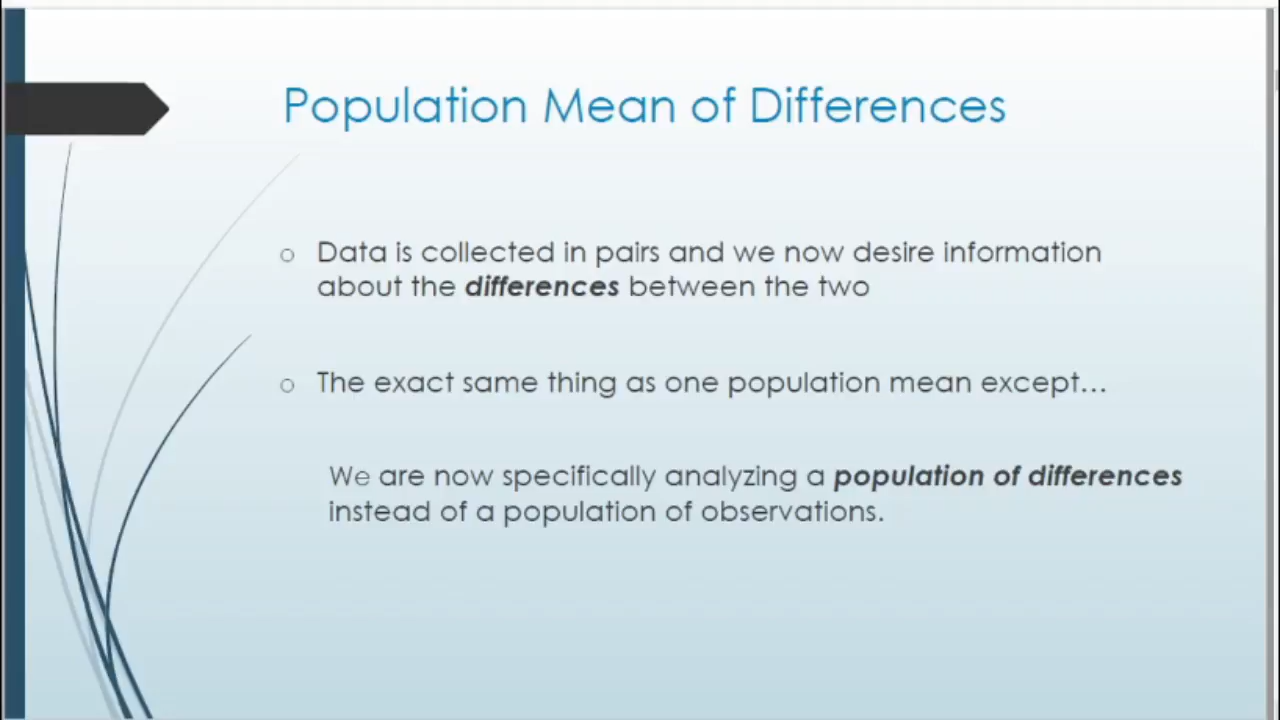 Population Mean of Differences
Data is collected in pairs and we now desire information
about the differences between the two
The exact same thing as one population mean except…
We are now specifically analyzing a population of differences
instead of a population of observations.